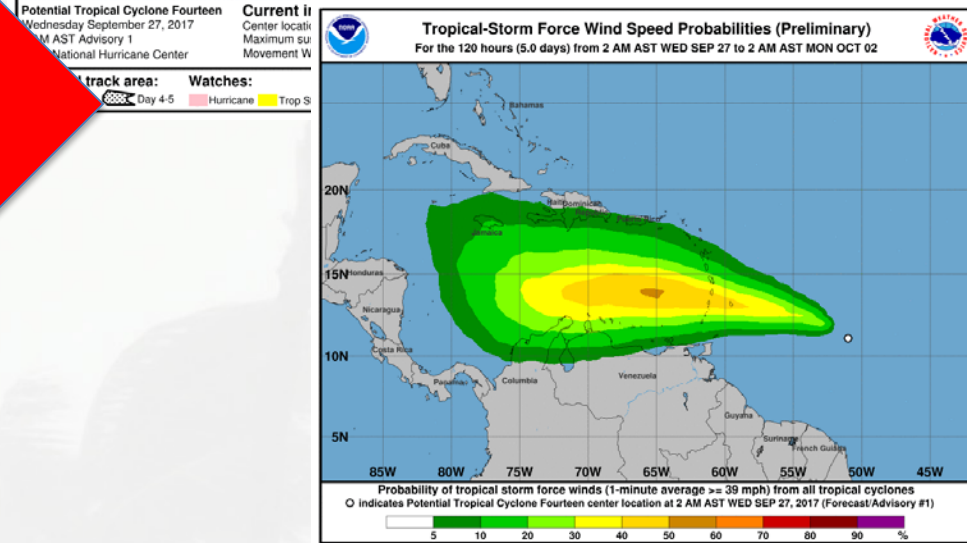 Potential Tropical Cyclone Fourteen
Wednesday September 27, 2017
AM AST Advisory 1
National Hurricane Center
Current
Center
Maximum
Movement W
track area:
Day 4-5
Watches:
Hurricane
Trop
Tropical-Storm Force Wind Speed Probabilities (Preliminary)
For the 120 hours (5.0 days) from 2 AM AST WED SEP 27 to 2 AM AST MON OCT 02
NOAA
Bahamas
Cuba
20N
Haiti
Dominican
Republic
Puerto Rico
Jamaica
15N
Honduras
Nicaragua
Costa Rica
10N
Panama
Columbia
Venezuela
Guyana
Suriname
French Guiana
5N
85W 80W 75W 70W 65W 60W 55W 50W 45W
Probability of tropical storm force winds (1-minute average >= 39 mph) from all tropical cyclones
O indicates Potential Tropical Cyclone Fourteen center location at 2 AM AST WED SEP 27, 2017 (Forecast/Advisory #1)
5 10 20 30 40 50 60 70 80 90 %